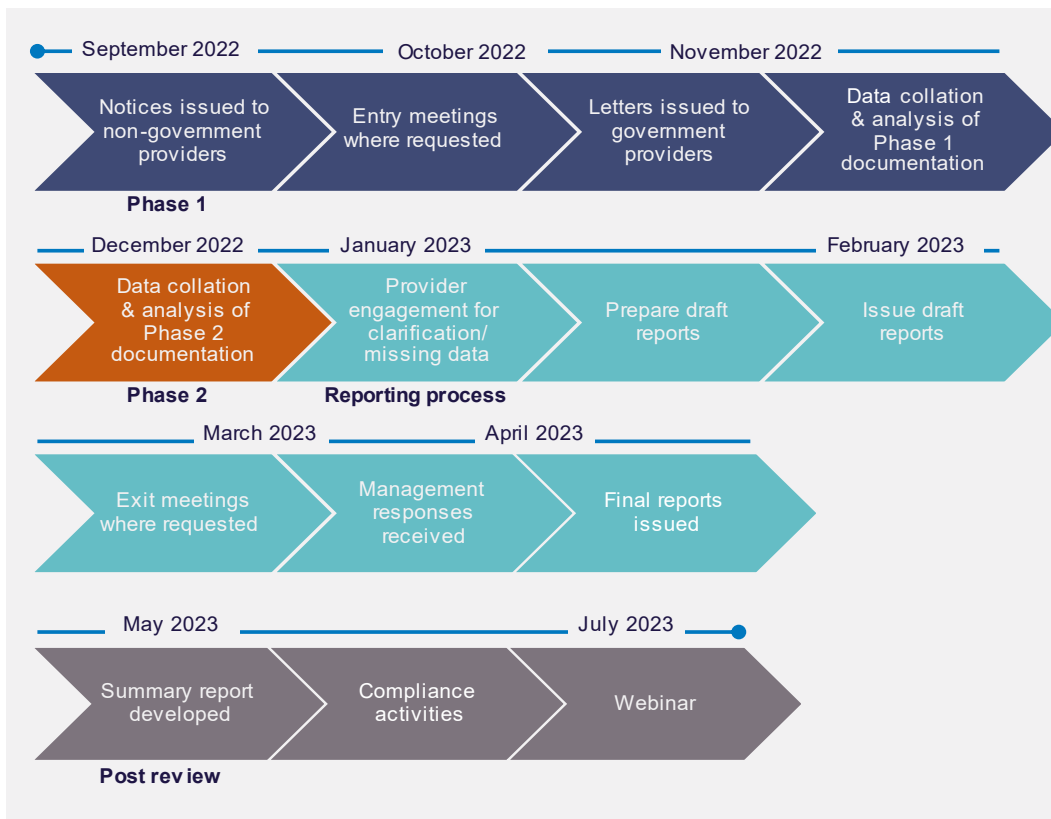 September 2022
October 2022
November 2022
Notices issued to
non-government
providers
Entry meetings
where requested
Letters issued to
government
providers
Data collation
& analysis of
Phase 1
documentation
Phase 1
December 2022
January 2023
February 2023
Data collation
& analysis of
Phase 2
documentation
Provider
engagement for
clarification/
missing data
Prepare draft
reports
Issue draft
reports
Phase 2
Reporting process
March 2023
April 2023
Exit meetings
where requested
Management
responses
received
Final reports
issued
May 2023
July 2023
Summary report
developed
Compliance
activities
Webinar
Post review